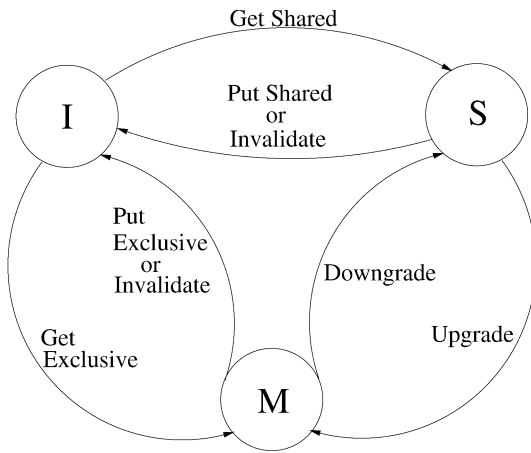 Get Shared
I
Put Shared
or
Invalidate
S
Put
Exclusive
or
Invalidate
Downgrade
Get
Exclusive
Upgrade
M